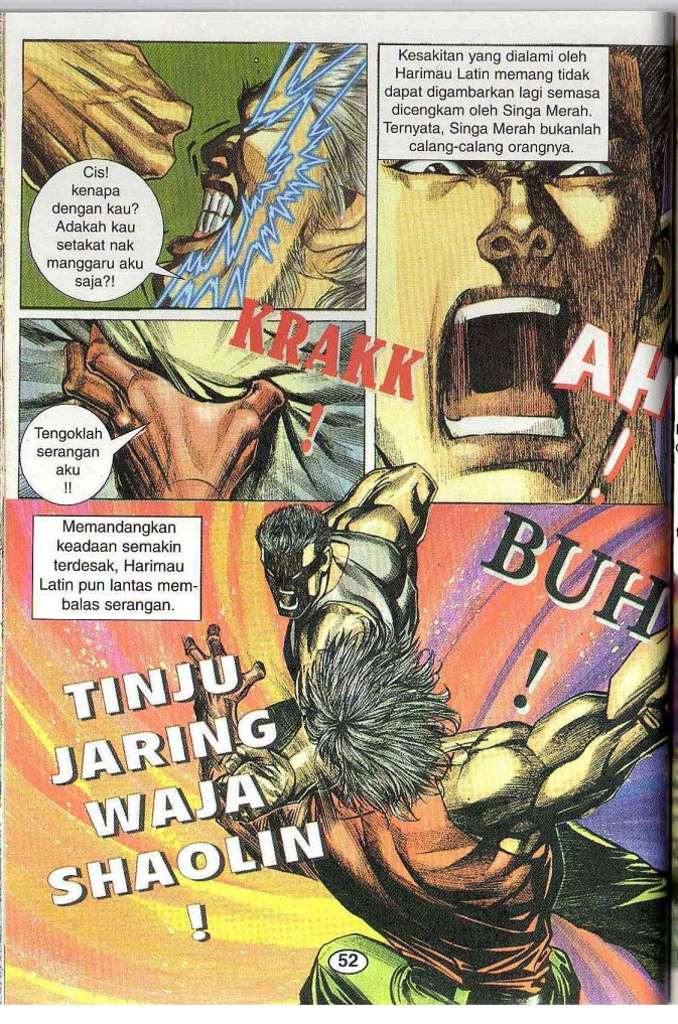 Cis!
kenapa
dengan kau?
Adakah kau
setakat nak
manggaru aku
saja?!
Kesakitan yang dialami oleh
Harimau Latin memang tidak
dapat digambarkan lagi semasa
dicengkam oleh Singa Merah.
Ternyata, Singa Merah bukanlah
calang-calang orangnya.
KRAKK
!
AH
!
Tengoklah
serangan
aku
!!
Memandangkan
keadaan semakin
terdesak, Harimau
Latin pun lantas mem-
balas serangan.
BUH
!
TINJU
JARING
WAJA
SHAOLIN
!
52